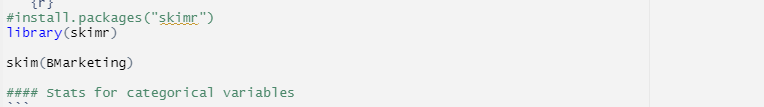 {r}
#install.packages("skimr")
library(skimr)
skim(BMarketing)
#### Stats for categorical variables
```